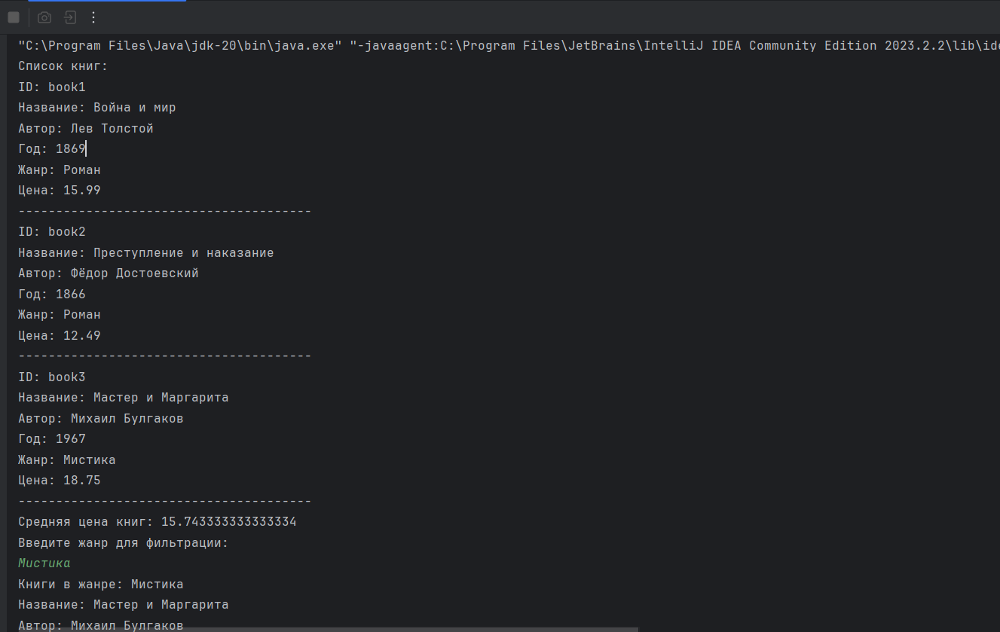 "C:\Program Files\Java\jdk-20\bin\java.exe" "-javaagent:C:\Program Files\JetBrains\IntelliJ IDEA Community Edition 2023.2.2\lib\ide
Список книг:
ID: book1
Название: Война и мир
Автор: Лев Толстой
Год: 1869
Жанр: Роман
Цена: 15.99
---------------------------------------
ID: book2
Название: Преступление и наказание
Автор: Фёдор Достоевский
Год: 1866
Жанр: Роман
Цена: 12.49
---------------------------------------
ID: book3
Название: Мастер и Маргарита
Автор: Михаил Булгаков
Год: 1967
Жанр: Мистика
Цена: 18.75
---------------------------------------
Средняя цена книг: 15.743333333333334
Введите жанр для фильтрации:
Мистика
Книги в жанре: Мистика
Название: Мастер и Маргарита
Автор: Михаил Булгаков